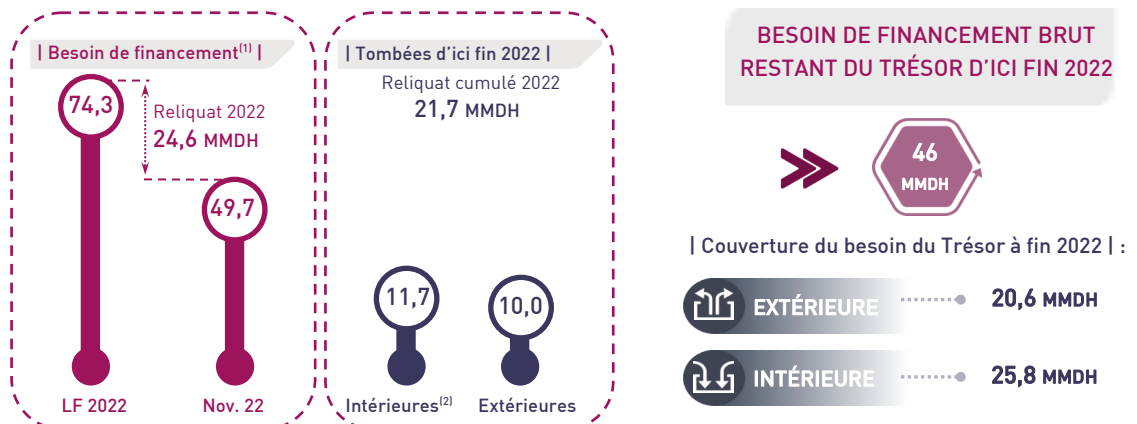 | Besoin de financement(1) |
74,3
Reliquat 2022
24,6 MMDH
49,7
LF 2022
Nov. 22
| Tombées d'ici fin 2022 |
Reliquat cumulé 2022
21,7 MMDH
11,7
10,0
Intérieures(2)
Extérieures
BESOIN DE FINANCEMENT BRUT
RESTANT DU TRÉSOR D'ICI FIN 2022
46
MMDH
| Couverture du besoin du Trésor à fin 2022 | :
EXTÉRIEURE
20,6 MMDH
INTÉRIEURE
25,8 MMDH